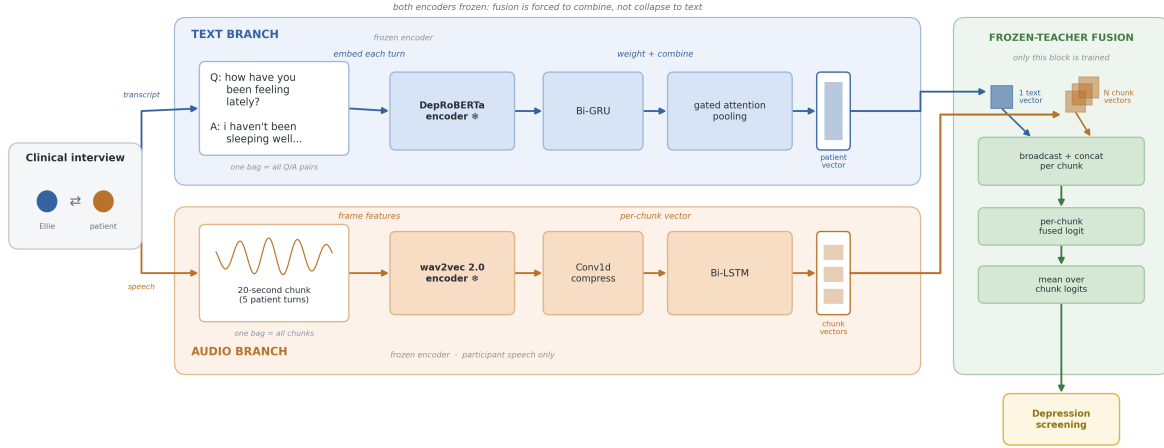 both encoders frozen: fusion is forced to combine, not collapse to text
TEXT BRANCH
frozen encoder
embed each turn
weight + combine
transcript
Q: how have you
been feeling
lately?
A: i haven't been
sleeping well...
one bag = all Q/A pairs
DepRoBERTa
encoder ❄
Bi-GRU
gated attention
pooling
patient
vector
Clinical interview
⇄
Ellie
patient
speech
frame features
per-chunk vector
20-second chunk
(5 patient turns)
one bag = all chunks
wav2vec 2.0
encoder ❄
Conv1d
compress
Bi-LSTM
chunk
vectors
AUDIO BRANCH
frozen encoder · participant speech only
FROZEN-TEACHER FUSION
only this block is trained
1 text
vector
N chunk
vectors
broadcast + concat
per chunk
per-chunk
fused logit
mean over
chunk logits
Depression
screening